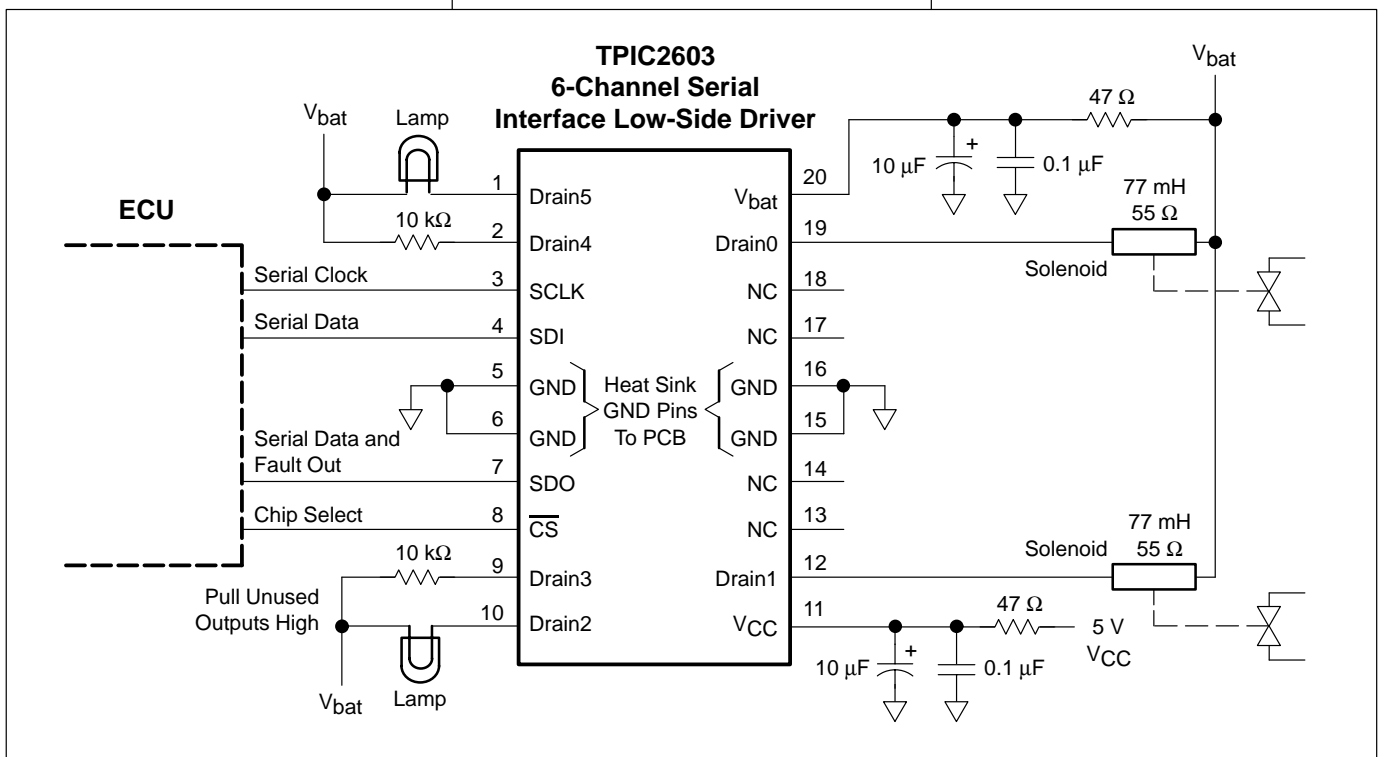 TPIC2603
6-Channel Serial
Interface Low-Side Driver
Vbat
Lamp
10 kΩ
ECU
Serial Clock
Serial Data
Serial Data and
Fault Out
Chip Select
10 kΩ
Pull Unused
Outputs High
Vbat
Lamp
1
2
3
4
5
6
7
8
9
10
Drain5
Drain4
SCLK
SDI
GND
GND
SDO
CS
Drain3
Drain2
Heat Sink
GND Pins
To PCB
Vbat
Drain0
NC
NC
GND
GND
NC
NC
Drain1
VCC
20
19
18
17
16
15
14
13
12
11
Vbat
47 Ω
10 μF
+
0.1 μF
77 mH
55 Ω
Solenoid
77 mH
55 Ω
Solenoid
47 Ω
5 V
VCC
10 μF
+
0.1 μF